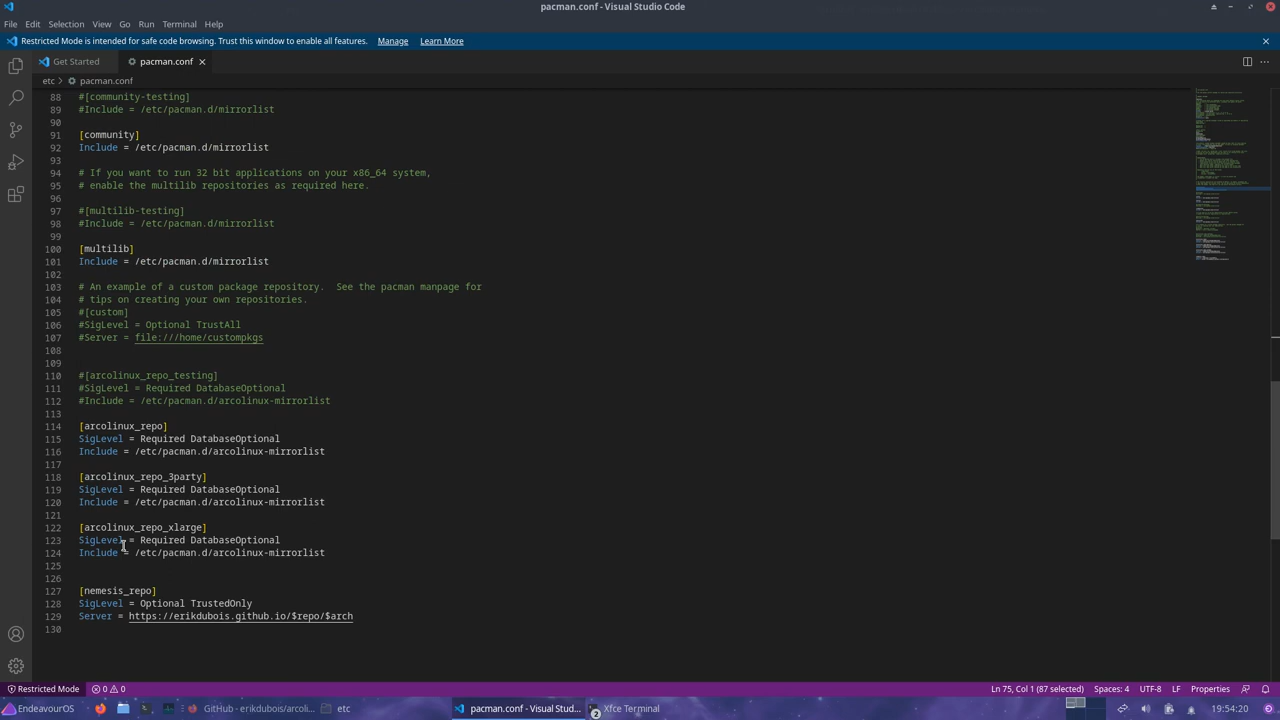 pacman.conf - Visual Studio Code
File Edit Selection View Go Run Terminal Help
Restricted Mode is intended for safe code browsing. Trust this window to enable all features. Manage Learn More
Get Started pacman.conf
etc > pacman.conf
88 #[community-testing]
89 #Include = /etc/pacman.d/mirrorlist
90
91 [community]
92 Include = /etc/pacman.d/mirrorlist
93
94 # If you want to run 32 bit applications on your x86_64 system,
95 # enable the multilib repositories as required here.
96
97 #[multilib-testing]
98 #Include = /etc/pacman.d/mirrorlist
99
100 [multilib]
101 Include = /etc/pacman.d/mirrorlist
102
103 # An example of a custom package repository.  See the pacman manpage for
104 # tips on creating your own repositories.
105 #[custom]
106 #SigLevel = Optional TrustAll
107 #Server = file:///home/custompkgs
108
109
110 #[arcolinux_repo_testing]
111 #SigLevel = Required DatabaseOptional
112 #Include = /etc/pacman.d/arcolinux-mirrorlist
113
114 [arcolinux_repo]
115 SigLevel = Required DatabaseOptional
116 Include = /etc/pacman.d/arcolinux-mirrorlist
117
118 [arcolinux_repo_3party]
119 SigLevel = Required DatabaseOptional
120 Include = /etc/pacman.d/arcolinux-mirrorlist
121
122 [arcolinux_repo_xlarge]
123 SigLevel = Required DatabaseOptional
124 Include = /etc/pacman.d/arcolinux-mirrorlist
125
126
127 [nemesis_repo]
128 SigLevel = Optional TrustedOnly
129 Server = https://erikdubois.github.io/$repo/$arch
130
Restricted Mode 0 0 Ln 75, Col 1 (87 selected) Spaces: 4 UTF-8 LF Properties
EndeavourOS GitHub - erikdubois/arcoli... etc pacman.conf - Visual Stud... 2 Xfce Terminal 19:54:20